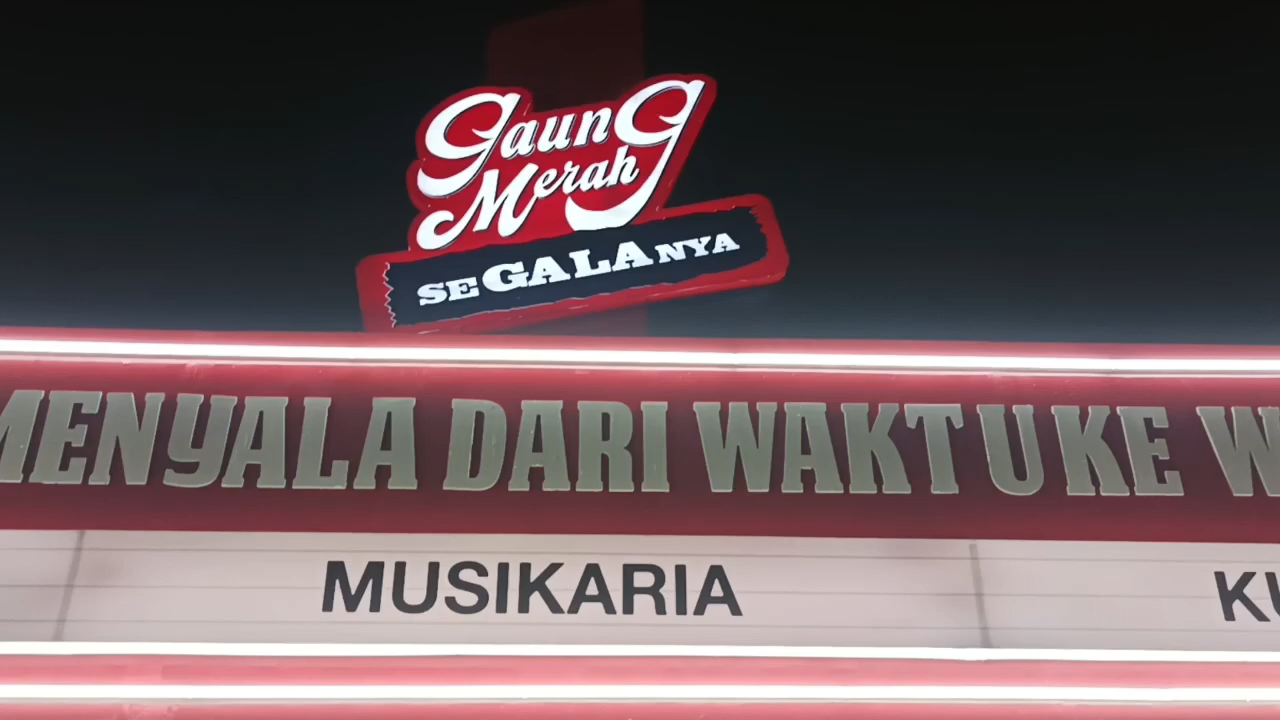 Gaung
Merah
SEGALANYA
MENYALA DARI WAKTU KE
MUSIKARIA